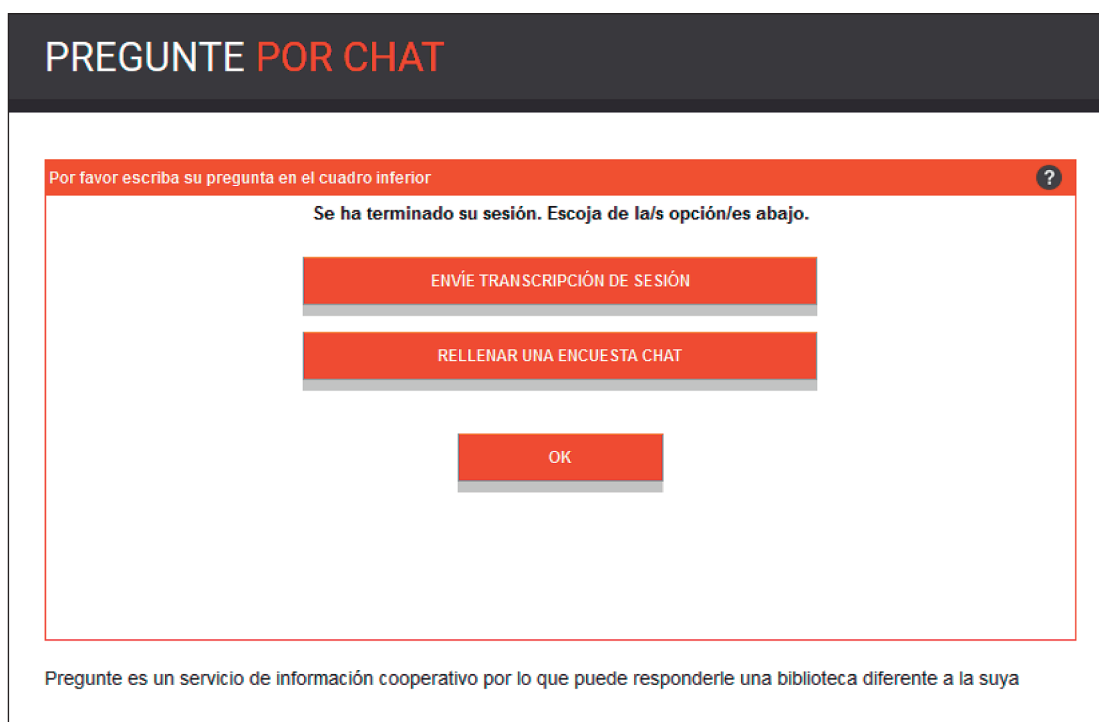 PREGUNTE POR CHAT
Por favor escriba su pregunta en el cuadro inferior
?
Se ha terminado su sesión. Escoja de la/s opción/es abajo.
ENVÍE TRANSCRIPCIÓN DE SESIÓN
RELLENAR UNA ENCUESTA CHAT
OK
Pregunte es un servicio de información cooperativo por lo que puede responderle una biblioteca diferente a la suya